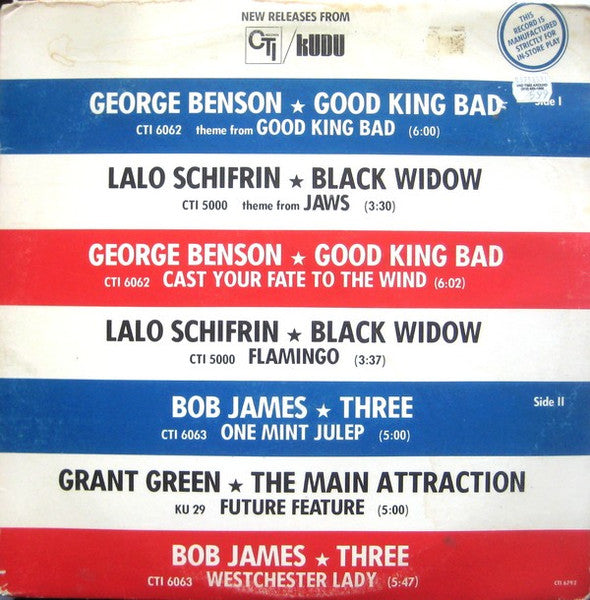 NEW RELEASES FROM
CTI / KUDU
THIS
RECORD IS
MANUFACTURED
STRICTLY FOR
IN-STORE PLAY
GEORGE BENSON ★ GOOD KING BAD Side I
CTI 6062 theme from GOOD KING BAD (6:00)
LALO SCHIFRIN ★ BLACK WIDOW
CTI 5000 theme from JAWS (3:30)
GEORGE BENSON ★ GOOD KING BAD
CTI 6062 CAST YOUR FATE TO THE WIND (6:02)
LALO SCHIFRIN ★ BLACK WIDOW
CTI 5000 FLAMINGO (3:37)
BOB JAMES ★ THREE Side II
CTI 6063 ONE MINT JULEP (5:00)
GRANT GREEN ★ THE MAIN ATTRACTION
KU 29 FUTURE FEATURE (5:00)
BOB JAMES ★ THREE
CTI 6063 WESTCHESTER LADY (5:47)